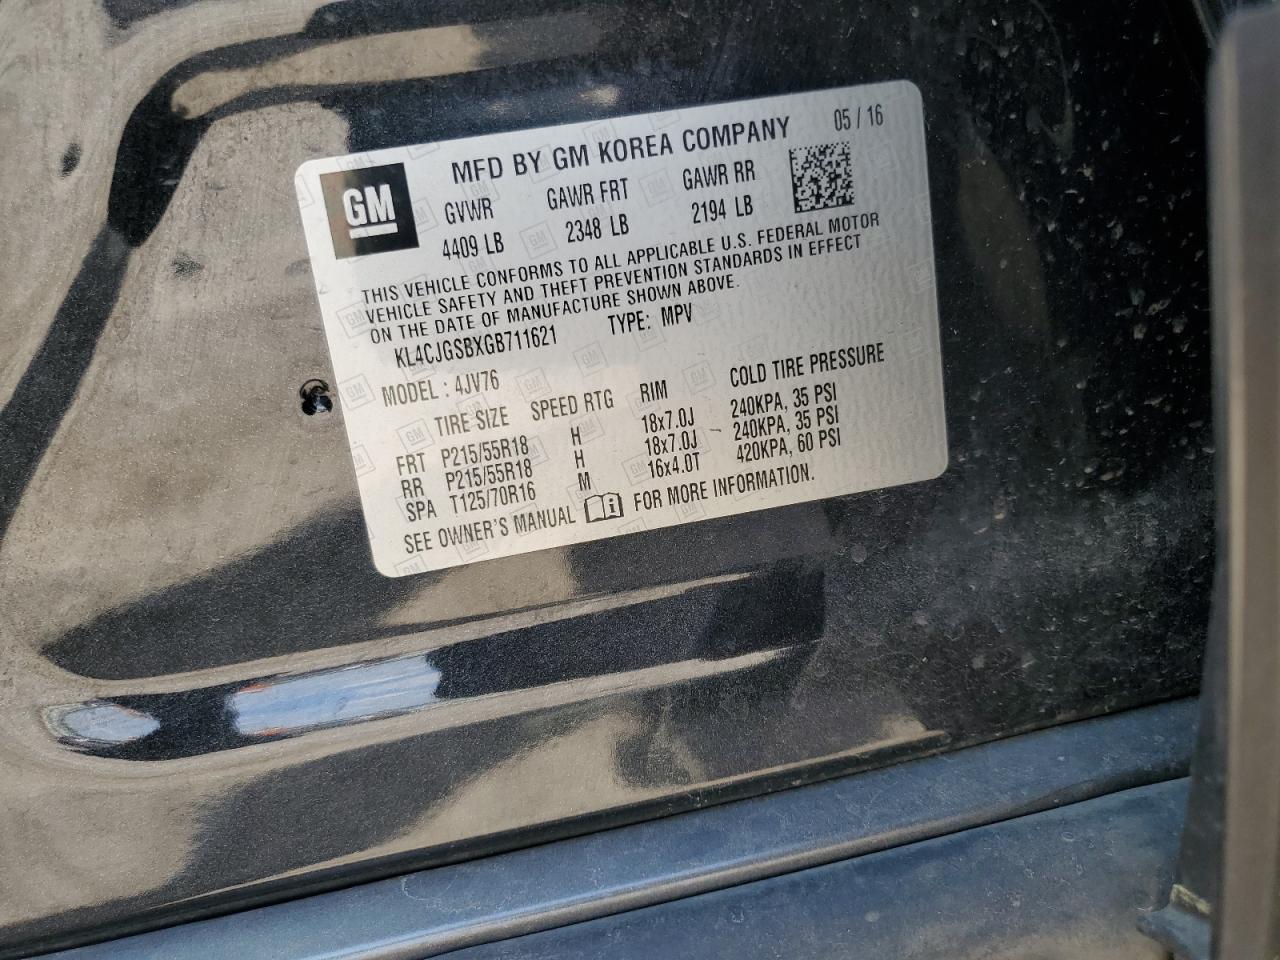 MFD BY GM KOREA COMPANY 05 / 16
GM
GVWR GAWR FRT GAWR RR
4409 LB 2348 LB 2194 LB
THIS VEHICLE CONFORMS TO ALL APPLICABLE U.S. FEDERAL MOTOR
VEHICLE SAFETY AND THEFT PREVENTION STANDARDS IN EFFECT
ON THE DATE OF MANUFACTURE SHOWN ABOVE.
KL4CJGSBXGB711621 TYPE: MPV
MODEL : 4JV76
TIRE SIZE SPEED RTG RIM COLD TIRE PRESSURE
FRT P215/55R18 H 18x7.0J 240KPA, 35 PSI
RR P215/55R18 H 18x7.0J 240KPA, 35 PSI
SPA T125/70R16 M 16x4.0T 420KPA, 60 PSI
SEE OWNER'S MANUAL i FOR MORE INFORMATION.